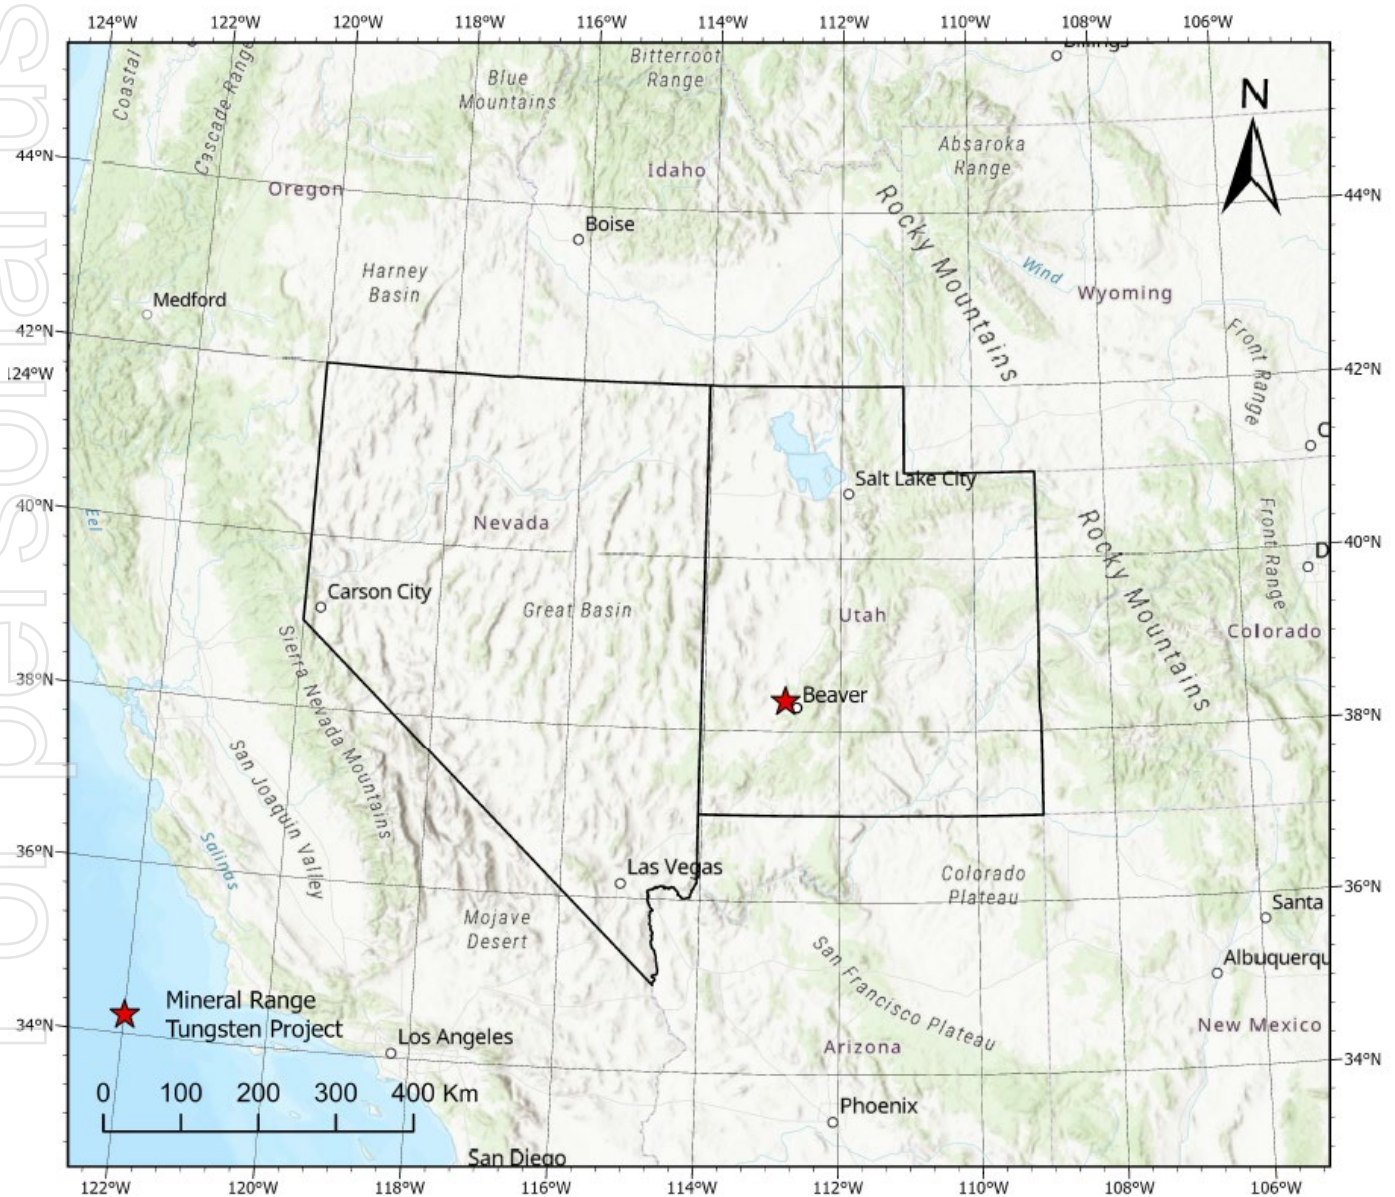 124°W 122°W 120°W 118°W 116°W 114°W 112°W 110°W 108°W 106°W
Billings
Coastal
Cascade Range
Blue
Mountains
Bitterroot
Range
N
44°N
Oregon
Idaho
Absaroka
Range
44°N
Rocky Mountains
Boise
Harney
Basin
Wind
Wyoming
Medford
42°N
Front Range
42°N
124°W
C
Salt Lake City
40°N
Eel
Nevada
Rocky Mountains
Front Range
40°N
D
Carson City
Great Basin
Utah
Colorado
Sierra Nevada Mountains
38°N
Beaver
38°N
San Joaquin Valley
Salinas
36°N
Las Vegas
Colorado
Plateau
36°N
Santa
Mojave
Desert
San Francisco Plateau
Albuquerqu
Mineral Range
Tungsten Project
34°N
Los Angeles
Arizona
New Mexico
34°N
0 100 200 300 400 Km
Phoenix
San Diego
122°W 120°W 118°W 116°W 114°W 112°W 110°W 108°W 106°W
personal us